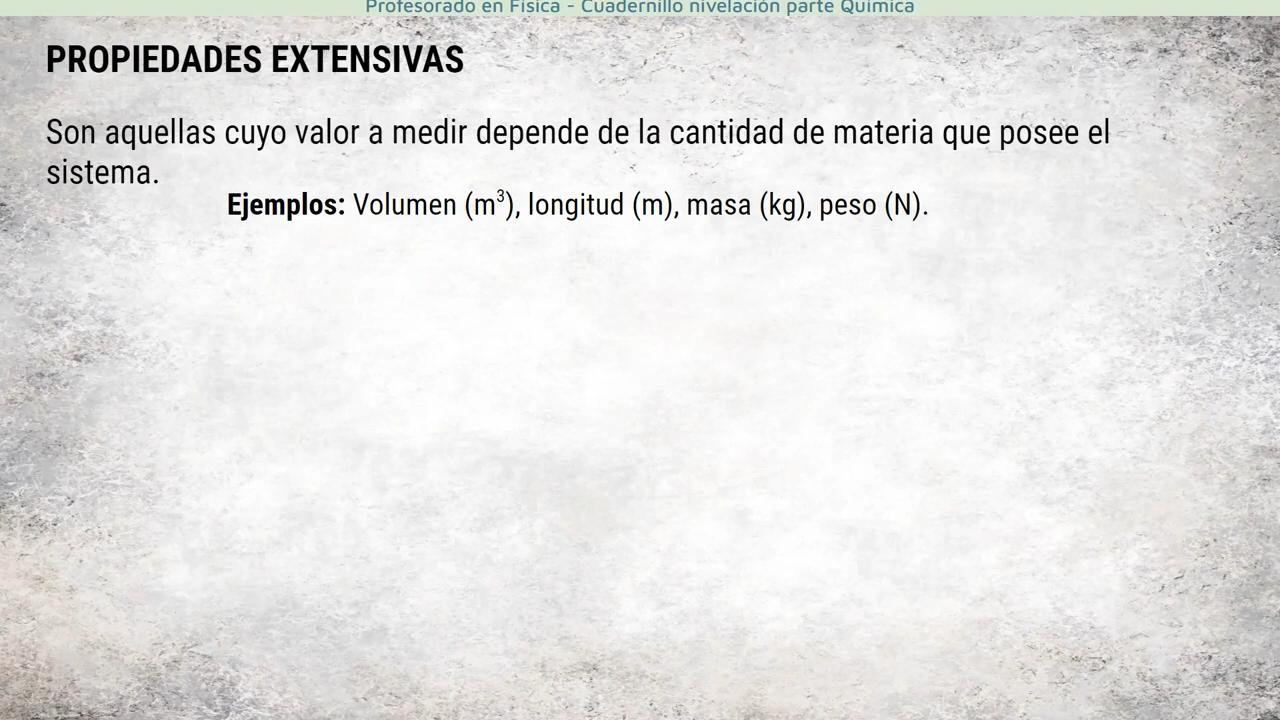 Profesorado en Física - Cuadernillo nivelación parte Química
PROPIEDADES EXTENSIVAS
Son aquellas cuyo valor a medir depende de la cantidad de materia que posee el
sistema.
Ejemplos: Volumen (m³), longitud (m), masa (kg), peso (N).